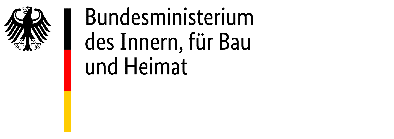 Bundesministerium
des Innern, für Bau
und Heimat